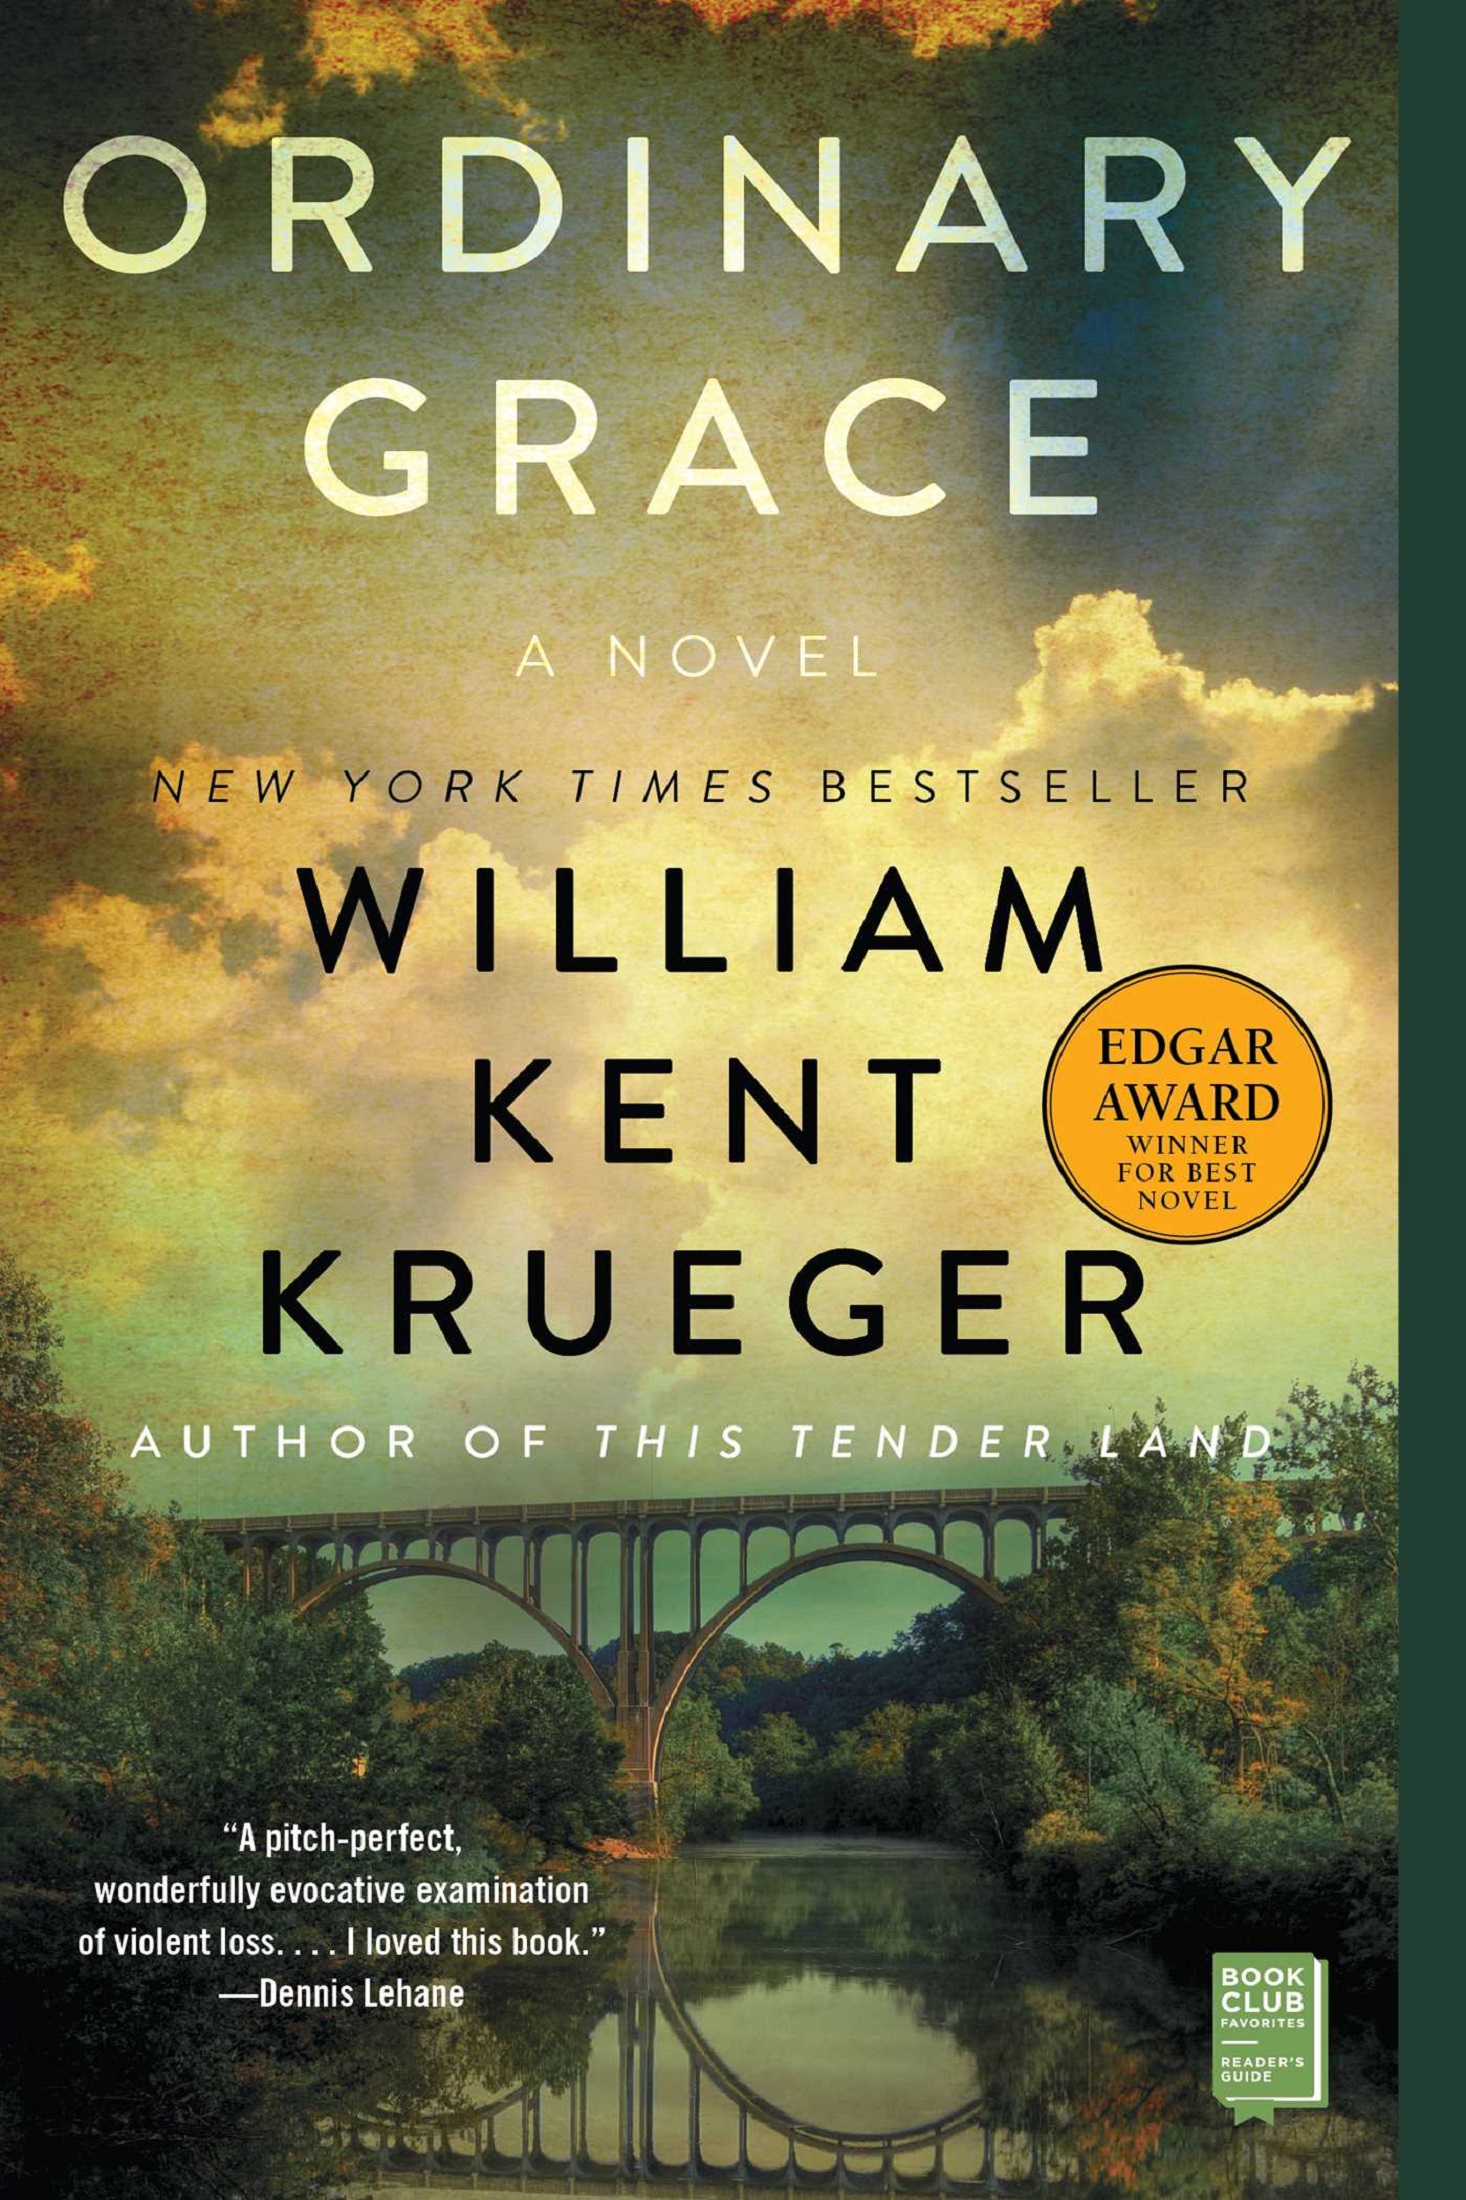 ORDINARY
GRACE
A NOVEL
NEW YORK TIMES BESTSELLER
WILLIAM
KENT
KRUEGER
EDGAR
AWARD
WINNER
FOR BEST
NOVEL
AUTHOR OF THIS TENDER LAND
“A pitch-perfect,
wonderfully evocative examination
of violent loss. . . . I loved this book.”
—Dennis Lehane
BOOK
CLUB
FAVORITES
READER'S
GUIDE